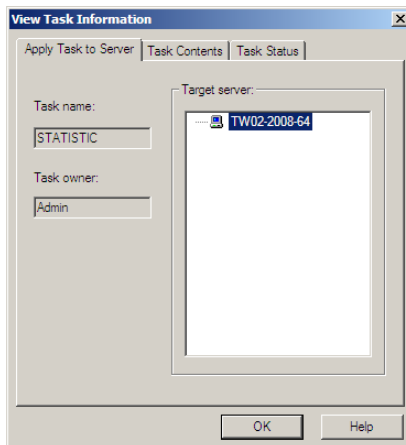 View Task Information
Apply Task to Server
Task Contents
Task Status
Task name:
STATISTIC
Task owner:
Admin
Target server:
TW02-2008-64
OK
Help